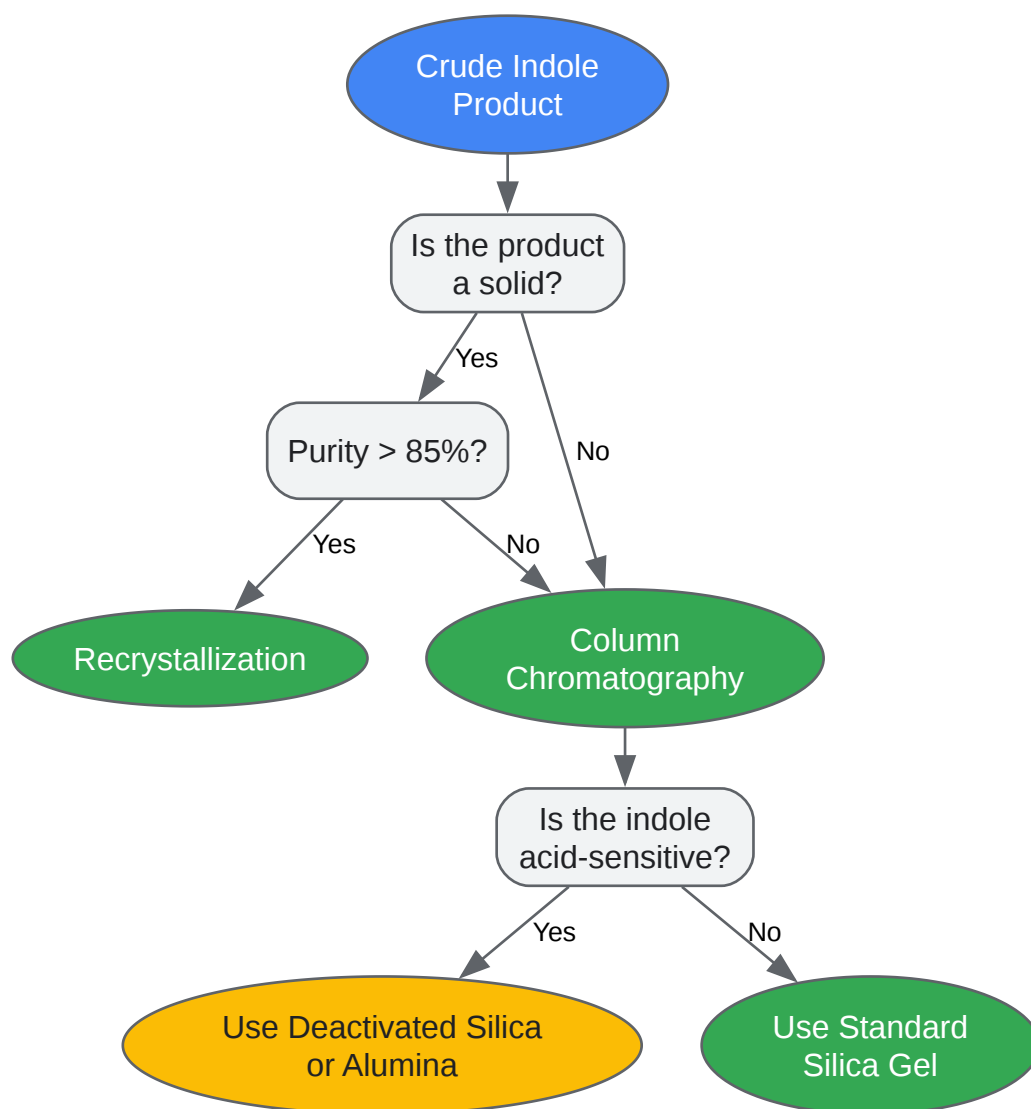 Crude Indole
Product
Is the product
a solid?
Yes
Purity > 85%?
No
Yes
No
Recrystallization
Column
Chromatography
Is the indole
acid-sensitive?
Yes
No
Use Deactivated Silica
or Alumina
Use Standard
Silica Gel